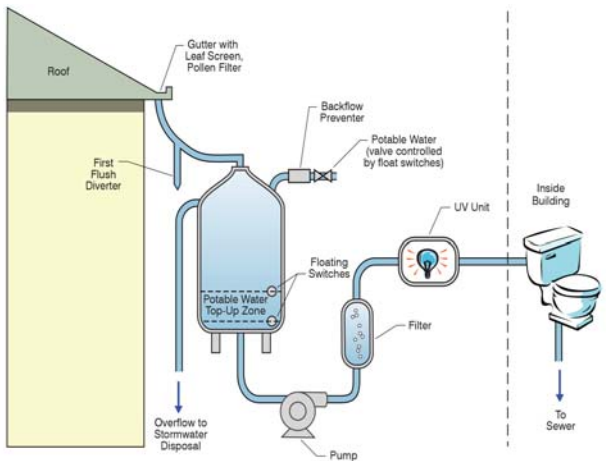 Gutter with
Leaf Screen,
Pollen Filter
Roof
Backflow
Preventer
Potable Water
(valve controlled
by float switches)
First
Flush
Diverter
Inside
Building
UV Unit
Floating
Switches
Potable Water
Top-Up Zone
Filter
Overflow to
Stormwater
Disposal
Pump
To
Sewer